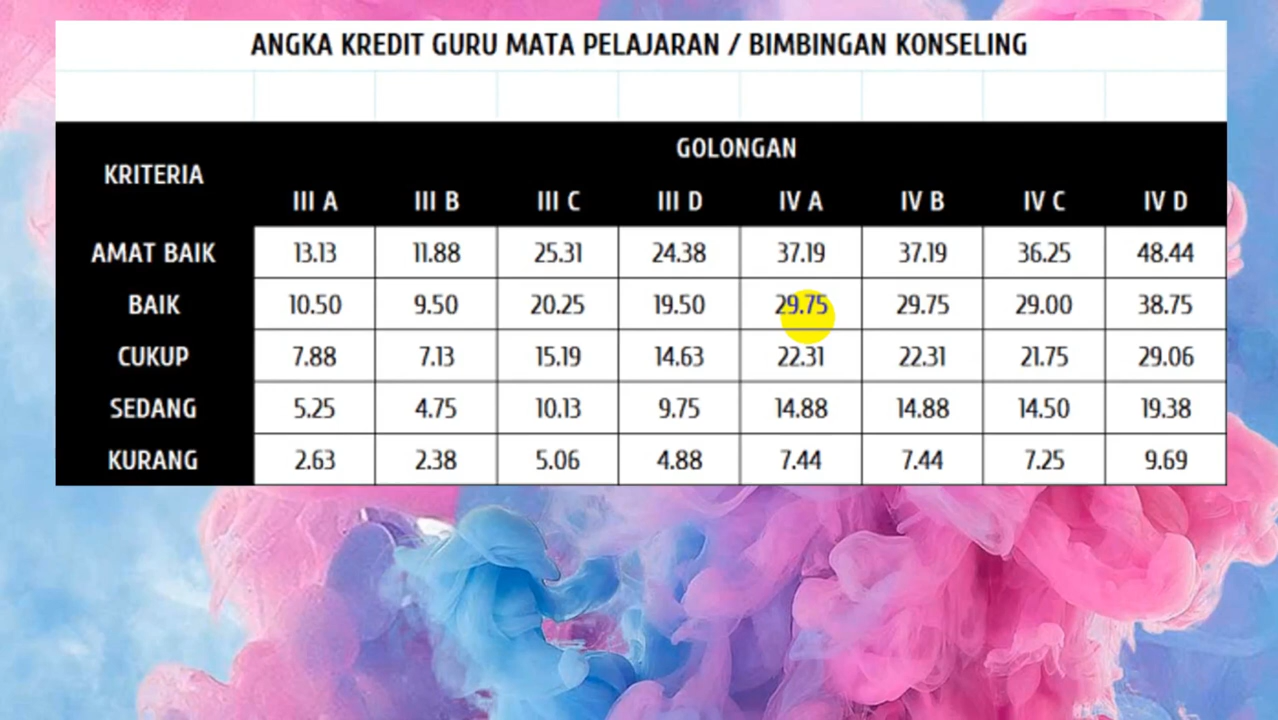 ANGKA KREDIT GURU MATA PELAJARAN / BIMBINGAN KONSELING
KRITERIA GOLONGAN
III A III B III C III D IV A IV B IV C IV D
AMAT BAIK 13.13 11.88 25.31 24.38 37.19 37.19 36.25 48.44
BAIK 10.50 9.50 20.25 19.50 29.75 29.75 29.00 38.75
CUKUP 7.88 7.13 15.19 14.63 22.31 22.31 21.75 29.06
SEDANG 5.25 4.75 10.13 9.75 14.88 14.88 14.50 19.38
KURANG 2.63 2.38 5.06 4.88 7.44 7.44 7.25 9.69